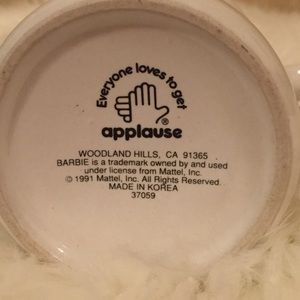 Everyone loves to get
applause®
WOODLAND HILLS, CA 91365
BARBIE is a trademark owned by and used
under license from Mattel, Inc.
© 1991 Mattel, Inc. All Rights Reserved.
MADE IN KOREA
37059